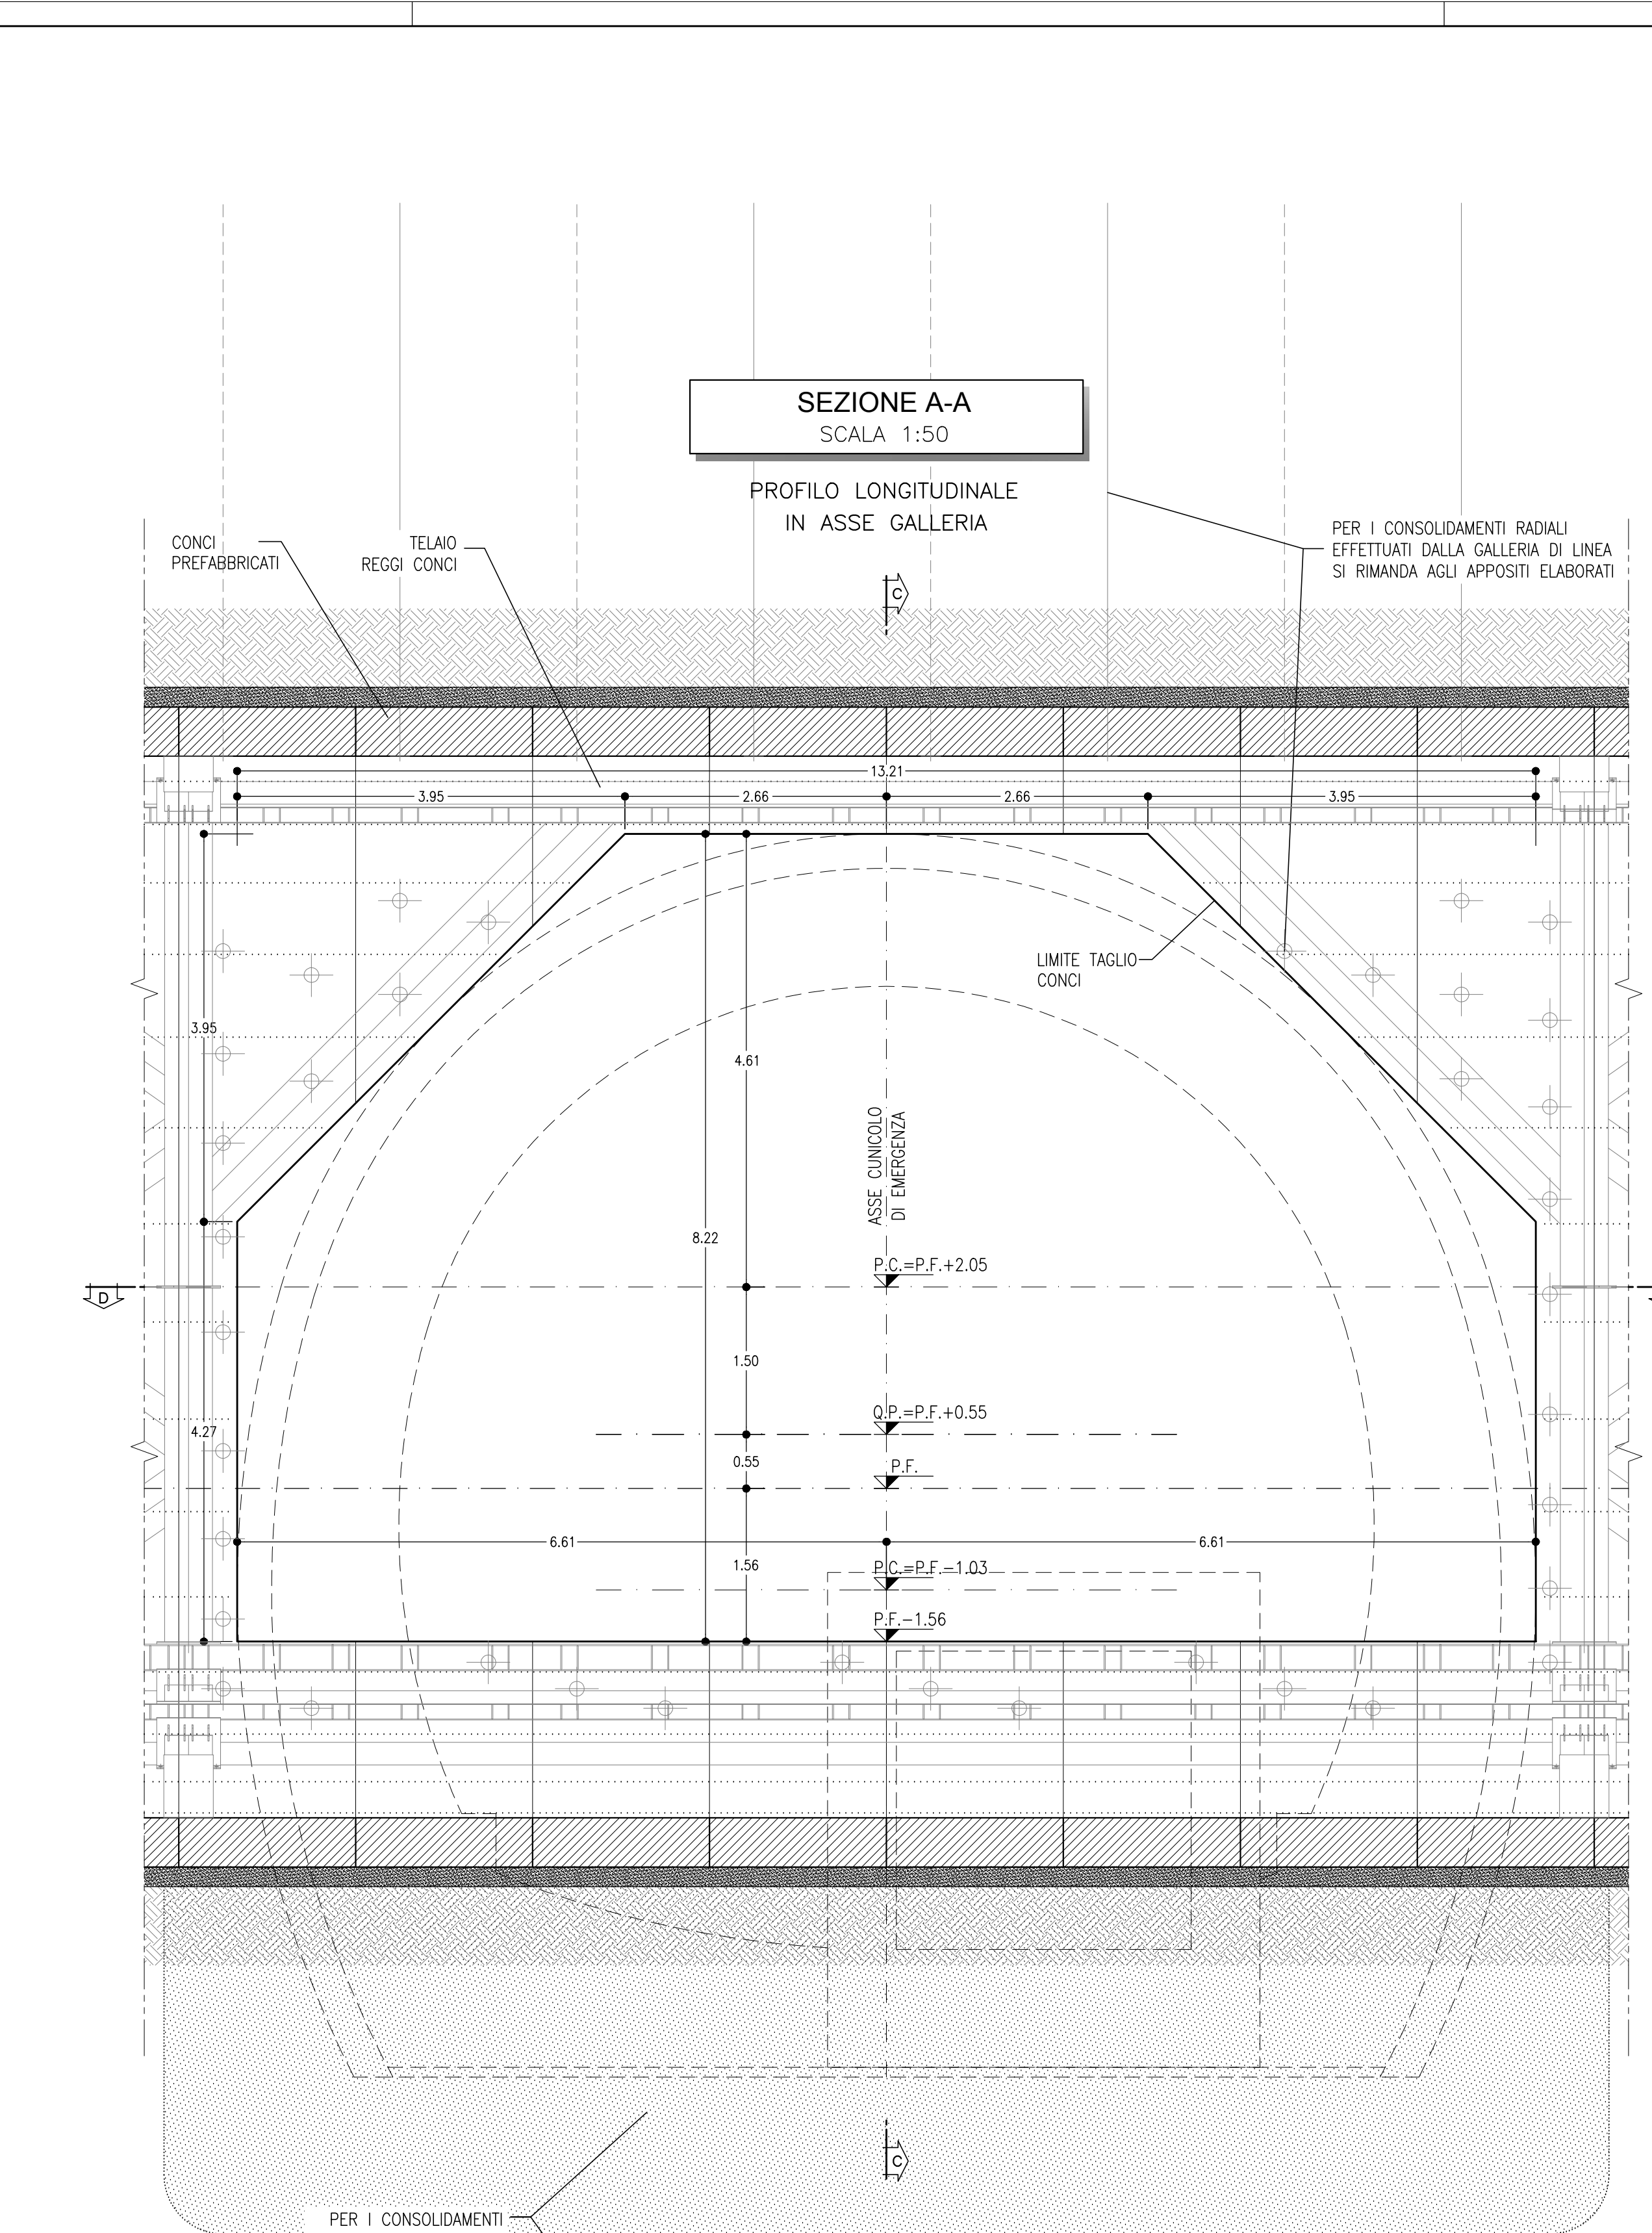 SEZIONE A-A
SCALA 1:50
PROFILO LONGITUDINALE
IN ASSE GALLERIA
CONCI
PREFABBRICATI
TELAIO
REGGI CONCI
PER I CONSOLIDAMENTI RADIALI
EFFETTUATI DALLA GALLERIA DI LINEA
SI RIMANDA AGLI APPOSITI ELABORATI
C
13.21
3.95
2.66
2.66
3.95
LIMITE TAGLIO
CONCI
3.95
4.61
ASSE CUNICOLO
DI EMERGENZA
8.22
P.C.=P.F.+2.05
D
1.50
Q.P.=P.F.+0.55
4.27
0.55
P.F.
6.61
6.61
1.56
P.C.=P.F.-1.03
P.F.-1.56
C
PER I CONSOLIDAMENTI